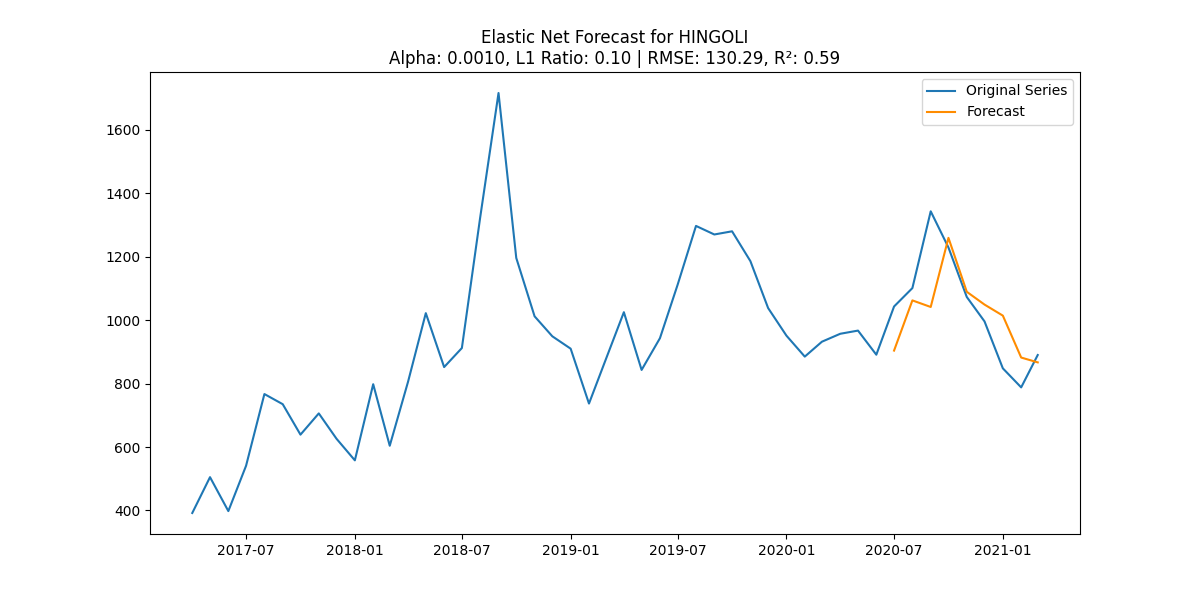 Elastic Net Forecast for HINGOLI
Alpha: 0.0010, L1 Ratio: 0.10 | RMSE: 130.29, R²: 0.59
Original Series
Forecast
1600
1400
1200
1000
800
600
400
2017-07 2018-01 2018-07 2019-01 2019-07 2020-01 2020-07 2021-01